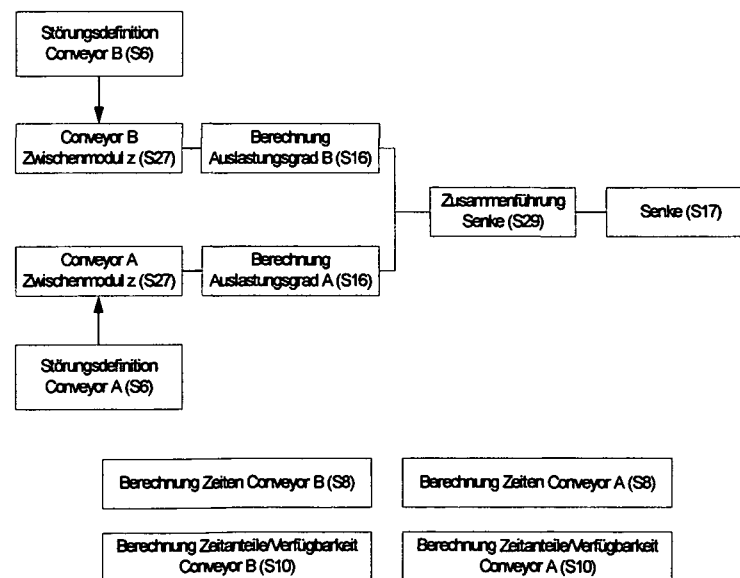 Störungsdefinition
Conveyor B (S6)
Conveyor B
Zwischenmodul z (S27)
Berechnung
Auslastungsgrad B (S16)
Zusammenführung
Senke (S29)
Senke (S17)
Conveyor A
Zwischenmodul z (S27)
Berechnung
Auslastungsgrad A (S16)
Störungsdefinition
Conveyor A (S6)
Berechnung Zeiten Conveyor B (S8)
Berechnung Zeiten Conveyor A (S8)
Berechnung Zeitanteile/Verfügbarkeit
Conveyor B (S10)
Berechnung Zeitanteile/Verfügbarkeit
Conveyor A (S10)